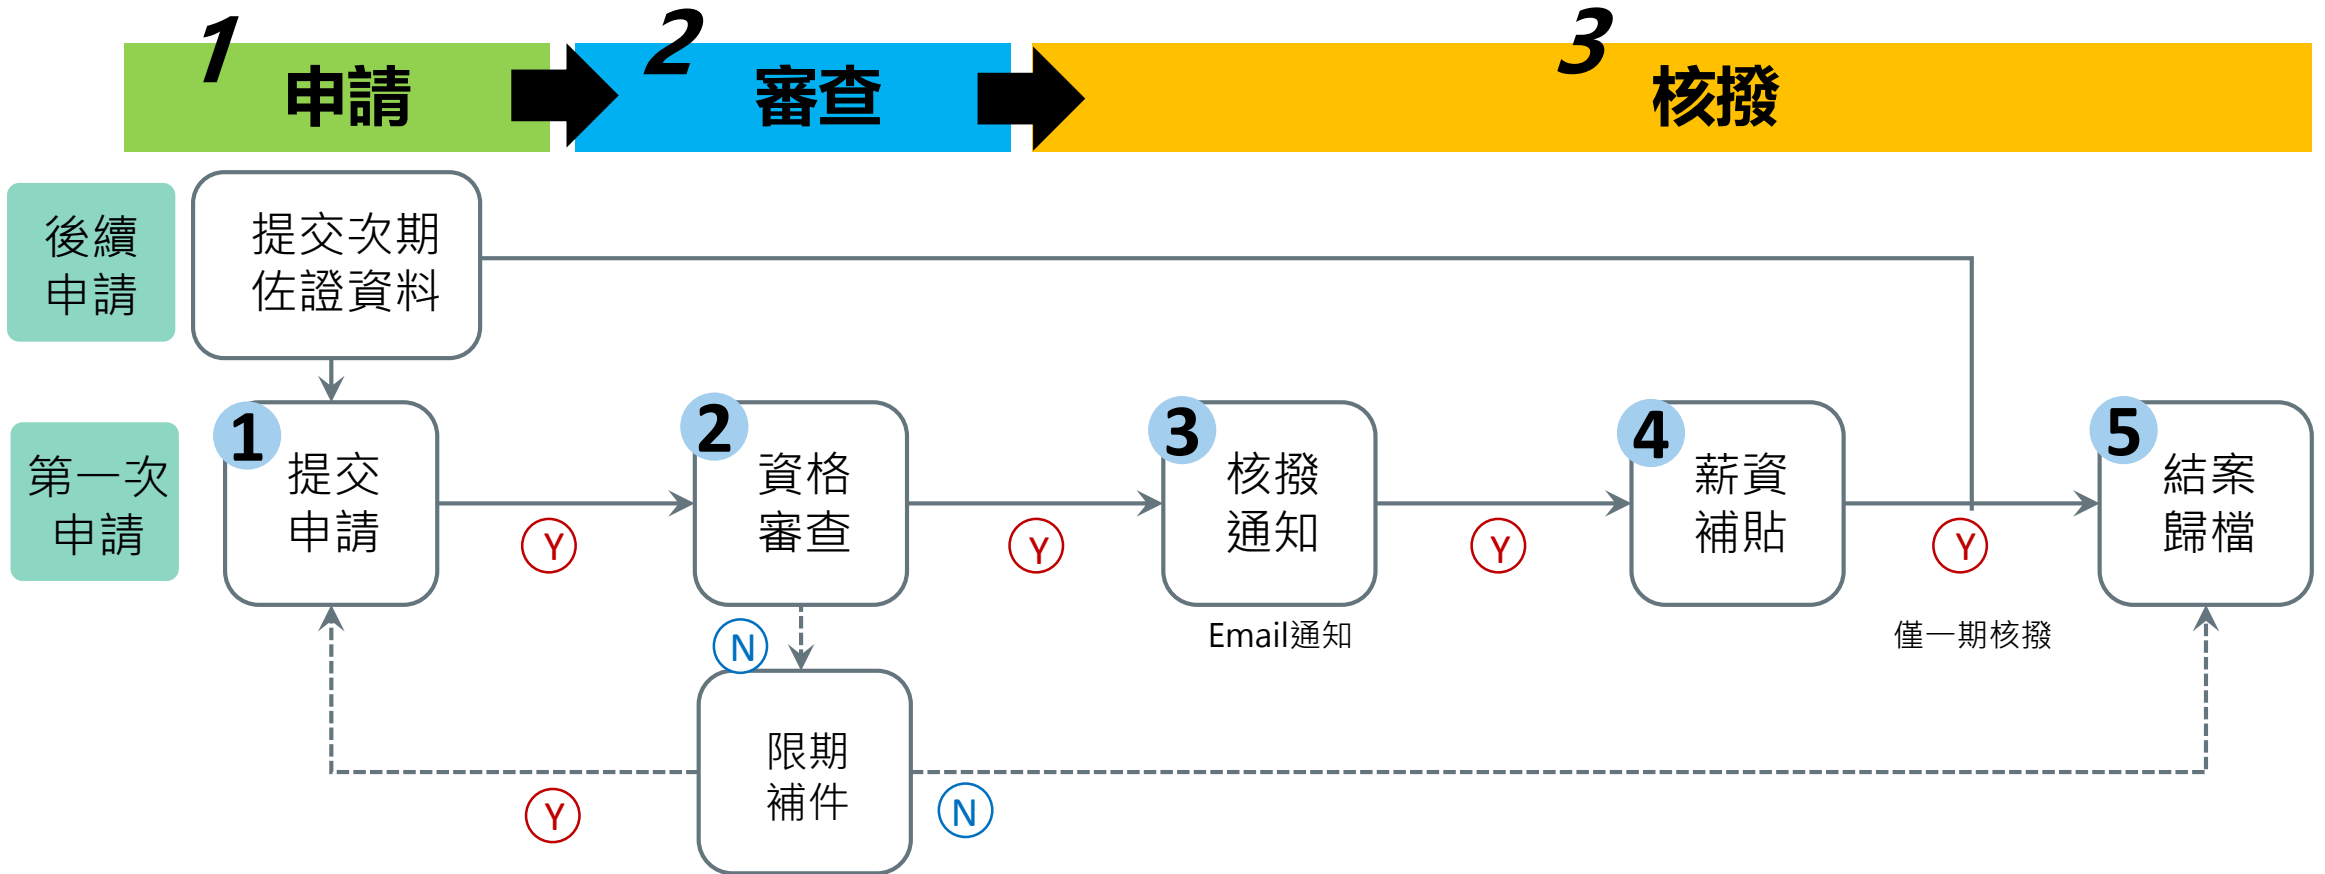 1
申請
2
審查
3
核撥
後續
申請
提交次期
佐證資料
第一次
申請
1
提交
申請
Y
2
資格
審查
Y
3
核撥
通知
Y
4
薪資
補貼
Y
5
結案
歸檔
N
Email通知
僅一期核撥
限期
補件
Y
N